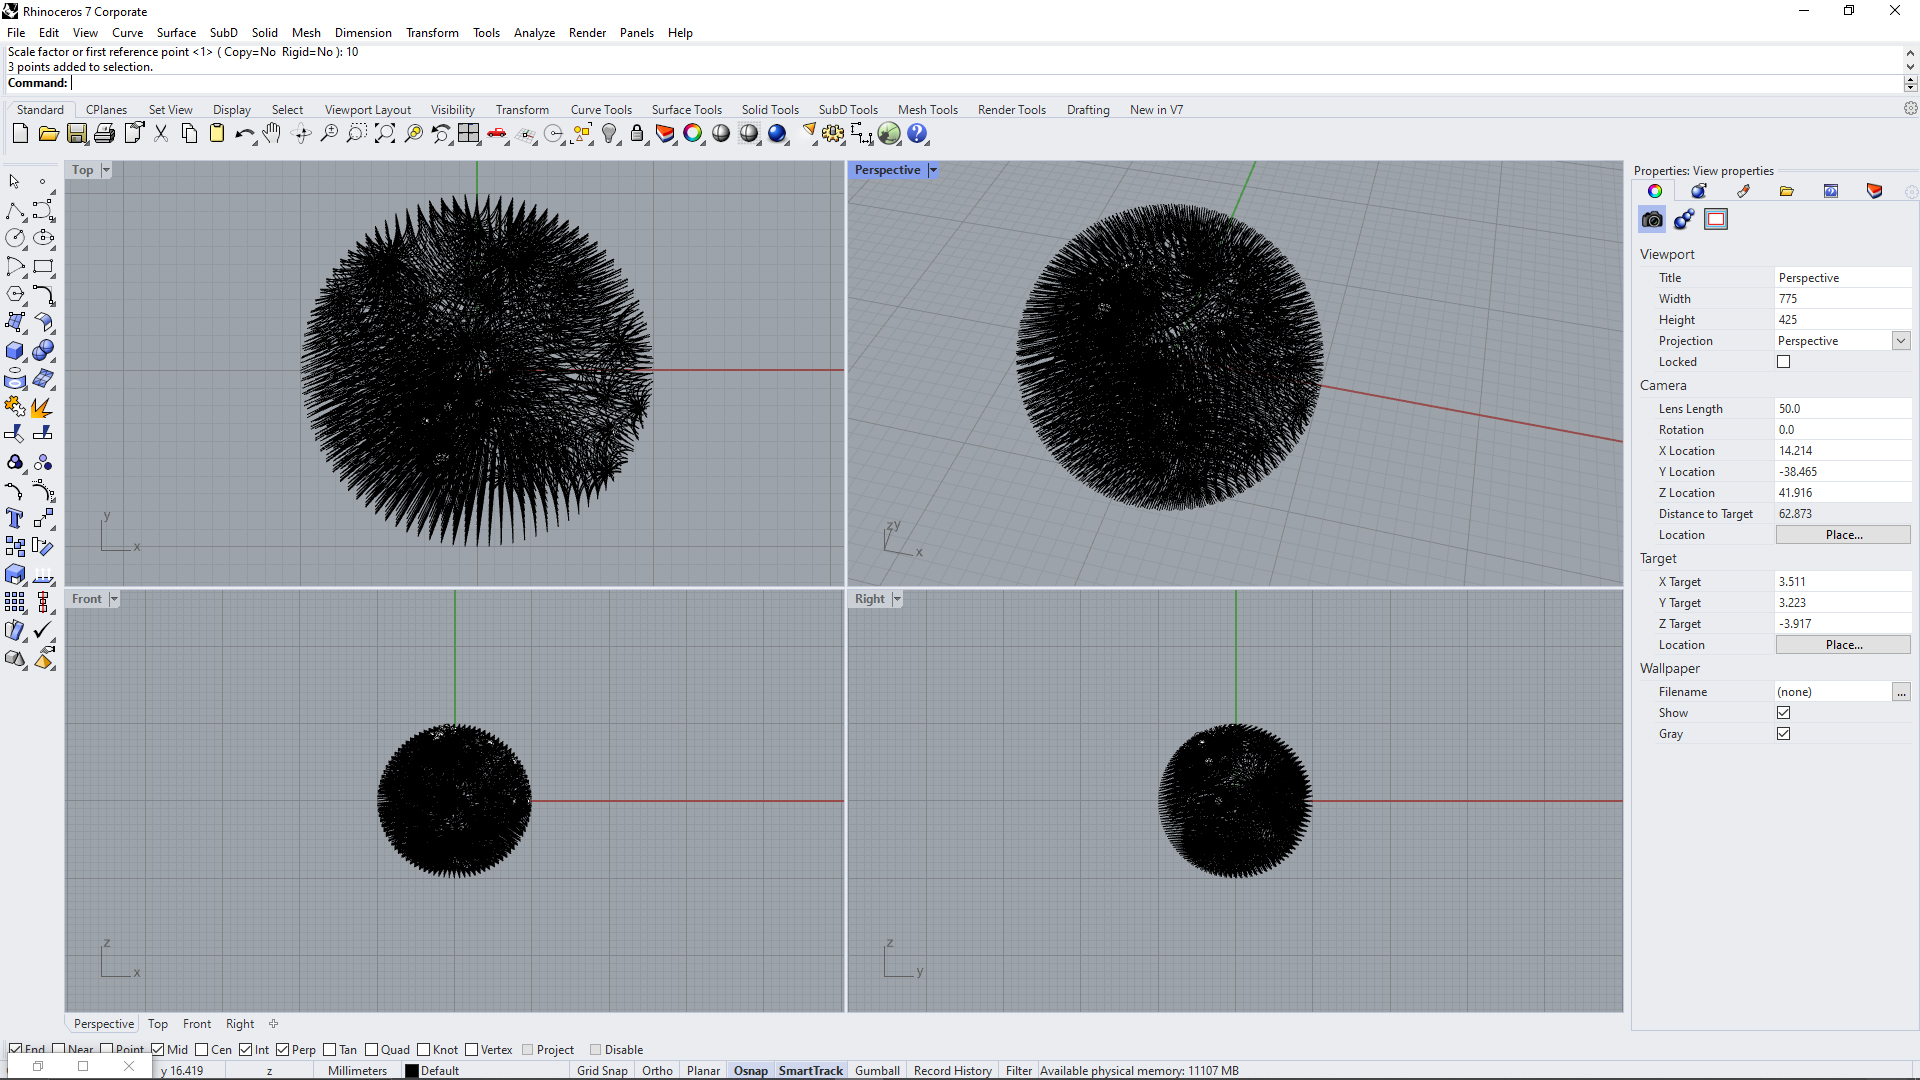 Rhinoceros 7 Corporate
File Edit View Curve Surface SubD Solid Mesh Dimension Transform Tools Analyze Render Panels Help
Scale factor or first reference point <1> ( Copy=No Rigid=No ): 10
3 points added to selection.
Command:
Standard CPlanes Set View Display Select Viewport Layout Visibility Transform Curve Tools Surface Tools Solid Tools SubD Tools Mesh Tools Render Tools Drafting New in V7
Top
y
x
Perspective
zy
x
Front
z
x
Right
z
y
Properties: View properties
Viewport
Title Perspective
Width 775
Height 425
Projection Perspective
Locked
Camera
Lens Length 50.0
Rotation 0.0
X Location 14.214
Y Location -38.465
Z Location 41.916
Distance to Target 62.873
Location Place...
Target
X Target 3.511
Y Target 3.223
Z Target -3.917
Location Place...
Wallpaper
Filename (none) ...
Show
Gray
Perspective Top Front Right
End Near Point Mid Cen Int Perp Tan Quad Knot Vertex Project Disable
y 16.419 z Millimeters Default Grid Snap Ortho Planar Osnap SmartTrack Gumball Record History Filter Available physical memory: 11107 MB